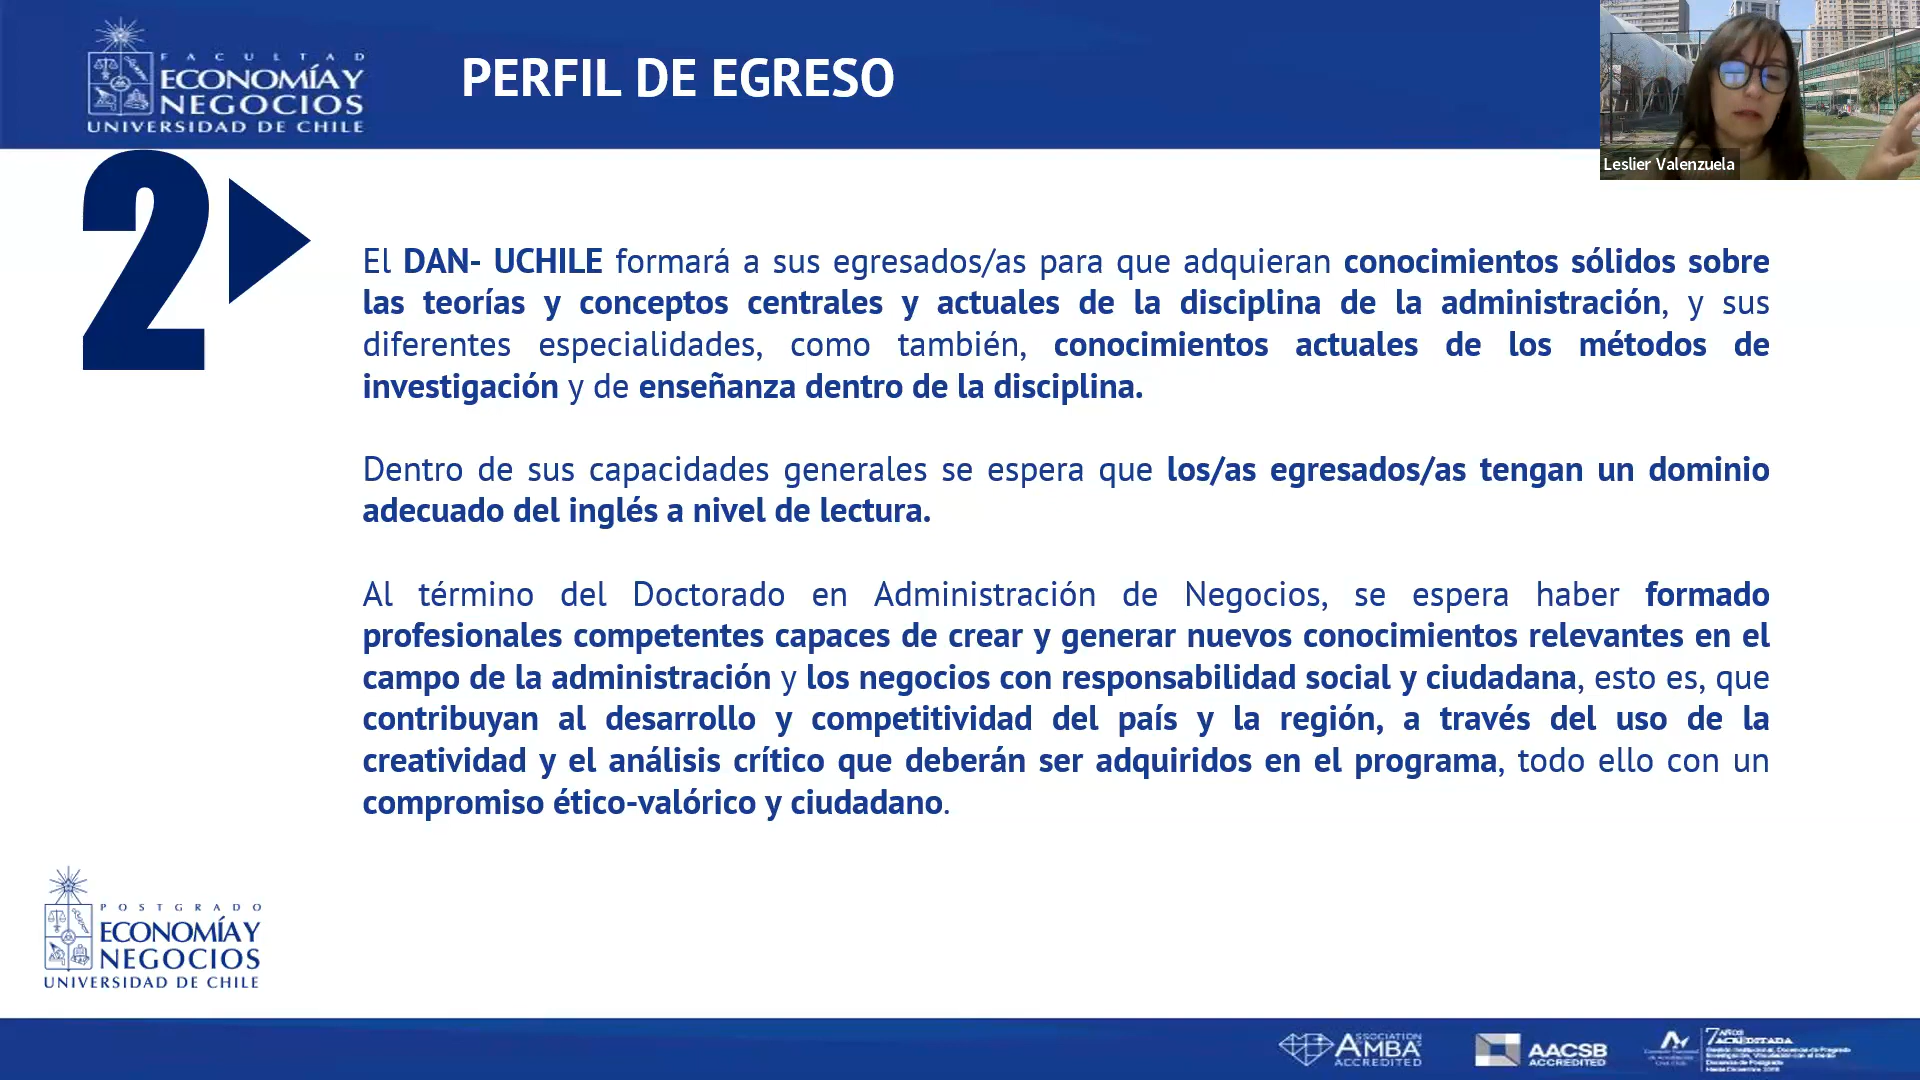 FACULTAD
ECONOMÍA Y
NEGOCIOS
UNIVERSIDAD DE CHILE
PERFIL DE EGRESO
Leslier Valenzuela
2
El DAN- UCHILE formará a sus egresados/as para que adquieran conocimientos sólidos sobre
las teorías y conceptos centrales y actuales de la disciplina de la administración, y sus
diferentes especialidades, como también, conocimientos actuales de los métodos de
investigación y de enseñanza dentro de la disciplina.
Dentro de sus capacidades generales se espera que los/as egresados/as tengan un dominio
adecuado del inglés a nivel de lectura.
Al término del Doctorado en Administración de Negocios, se espera haber formado
profesionales competentes capaces de crear y generar nuevos conocimientos relevantes en el
campo de la administración y los negocios con responsabilidad social y ciudadana, esto es, que
contribuyan al desarrollo y competitividad del país y la región, a través del uso de la
creatividad y el análisis crítico que deberán ser adquiridos en el programa, todo ello con un
compromiso ético-valórico y ciudadano.
POSTGRADO
ECONOMÍA Y
NEGOCIOS
UNIVERSIDAD DE CHILE
ASSOCIATION
AMBA
ACCREDITED
AACSB
ACCREDITED
7 AÑOS
ACREDITADA